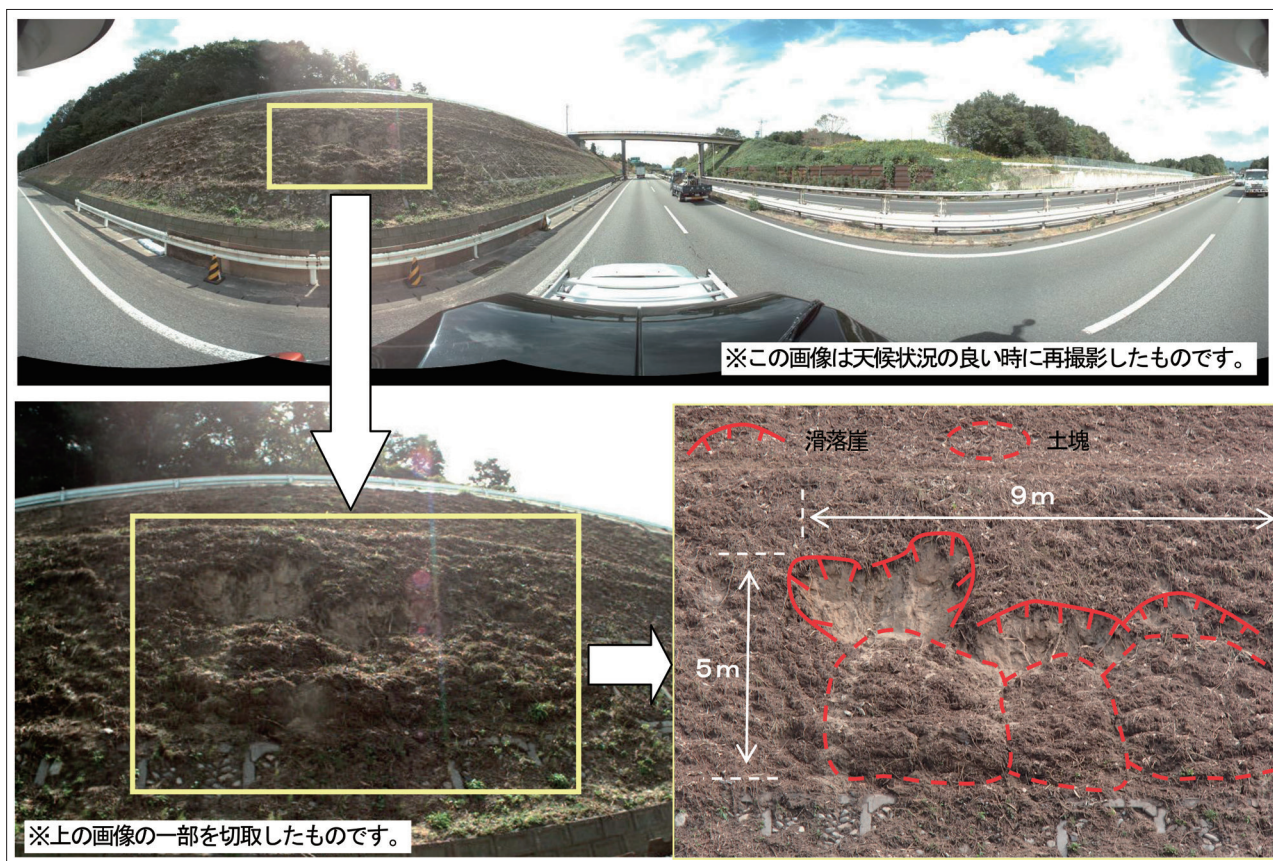 ※この画像は天候状況の良い時に再撮影したものです。
※上の画像の一部を切取したものです。
滑落崖
土塊
9m
5m